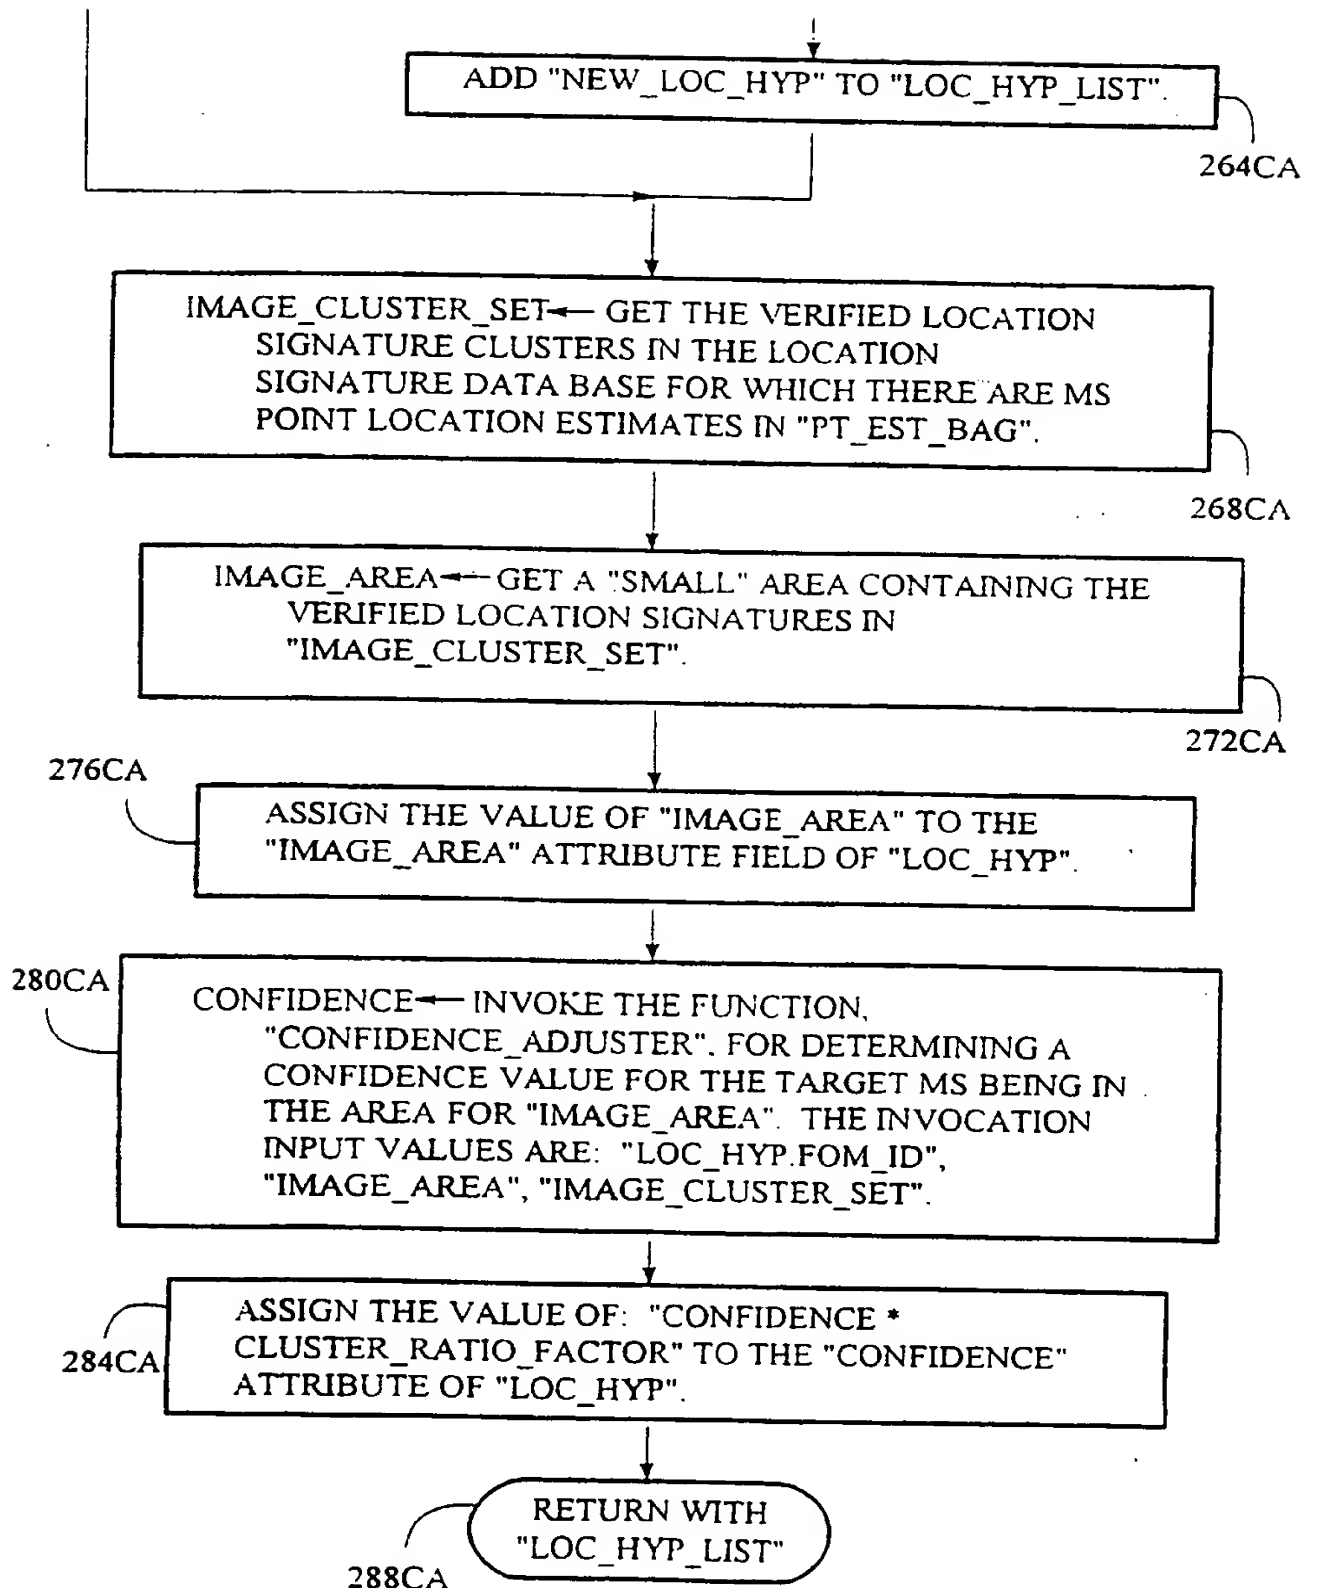 ADD "NEW_LOC_HYP" TO "LOC_HYP_LIST".
264CA
IMAGE_CLUSTER_SET← GET THE VERIFIED LOCATION
SIGNATURE CLUSTERS IN THE LOCATION
SIGNATURE DATA BASE FOR WHICH THERE ARE MS
POINT LOCATION ESTIMATES IN "PT_EST_BAG".
268CA
IMAGE_AREA← GET A "SMALL" AREA CONTAINING THE
VERIFIED LOCATION SIGNATURES IN
"IMAGE_CLUSTER_SET".
272CA
276CA
ASSIGN THE VALUE OF "IMAGE_AREA" TO THE
"IMAGE_AREA" ATTRIBUTE FIELD OF "LOC_HYP".
280CA
CONFIDENCE← INVOKE THE FUNCTION,
"CONFIDENCE_ADJUSTER", FOR DETERMINING A
CONFIDENCE VALUE FOR THE TARGET MS BEING IN
THE AREA FOR "IMAGE_AREA". THE INVOCATION
INPUT VALUES ARE: "LOC_HYP.FOM_ID",
"IMAGE_AREA", "IMAGE_CLUSTER_SET".
ASSIGN THE VALUE OF: "CONFIDENCE *
CLUSTER_RATIO_FACTOR" TO THE "CONFIDENCE"
ATTRIBUTE OF "LOC_HYP".
284CA
RETURN WITH
"LOC_HYP_LIST"
288CA